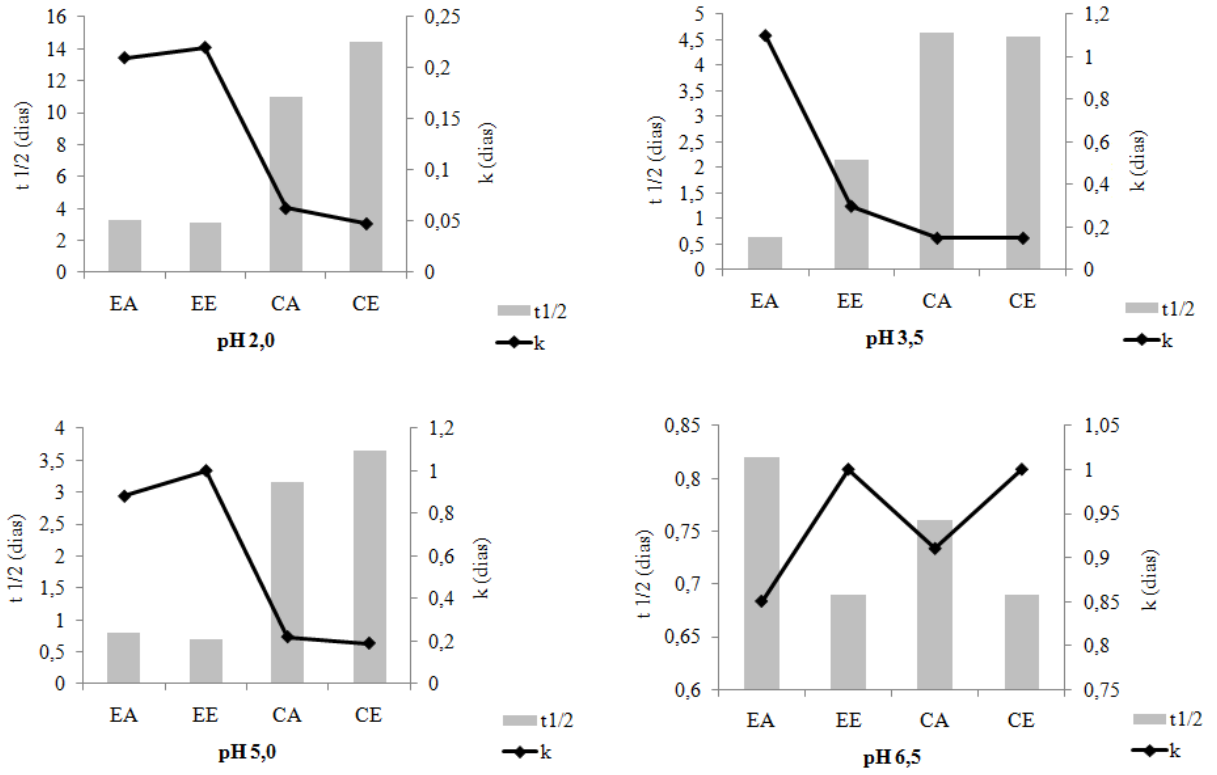 t 1/2 (dias)
16
14
12
10
8
6
4
2
0
0,25
0,2
0,15
0,1
0,05
0
k (dias)
EA EE CA CE
pH 2,0
t1/2
k
t 1/2 (dias)
5
4,5
4
3,5
3
2,5
2
1,5
1
0,5
0
1,2
1
0,8
0,6
0,4
0,2
0
k (dias)
EA EE CA CE
pH 3,5
t1/2
k
t 1/2 (dias)
4
3,5
3
2,5
2
1,5
1
0,5
0
1,2
1
0,8
0,6
0,4
0,2
0
k (dias)
EA EE CA CE
pH 5,0
t1/2
k
t 1/2 (dias)
0,85
0,8
0,75
0,7
0,65
0,6
1,05
1
0,95
0,9
0,85
0,8
0,75
k (dias)
EA EE CA CE
pH 6,5
t1/2
k